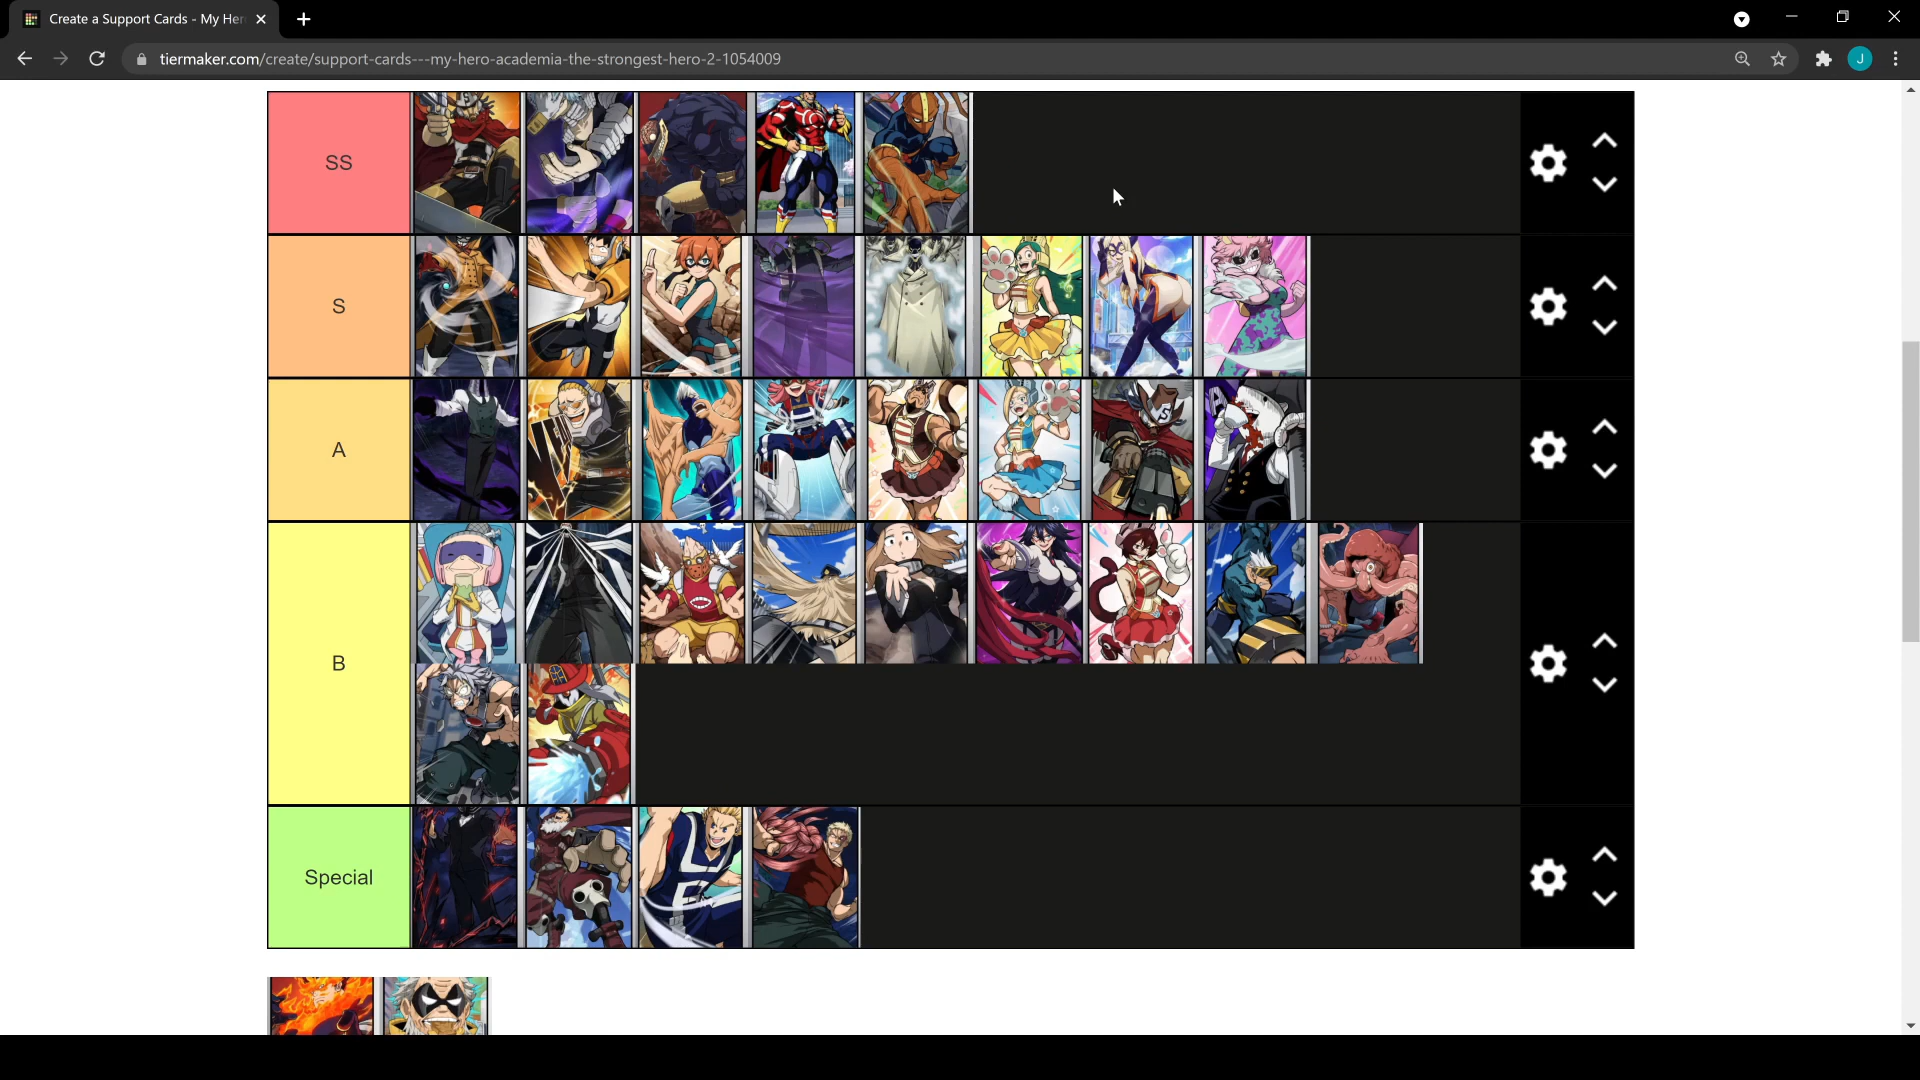 Create a Support Cards - My Her
tiermaker.com/create/support-cards---my-hero-academia-the-strongest-hero-2-1054009
J
SS
S
A
B
Special